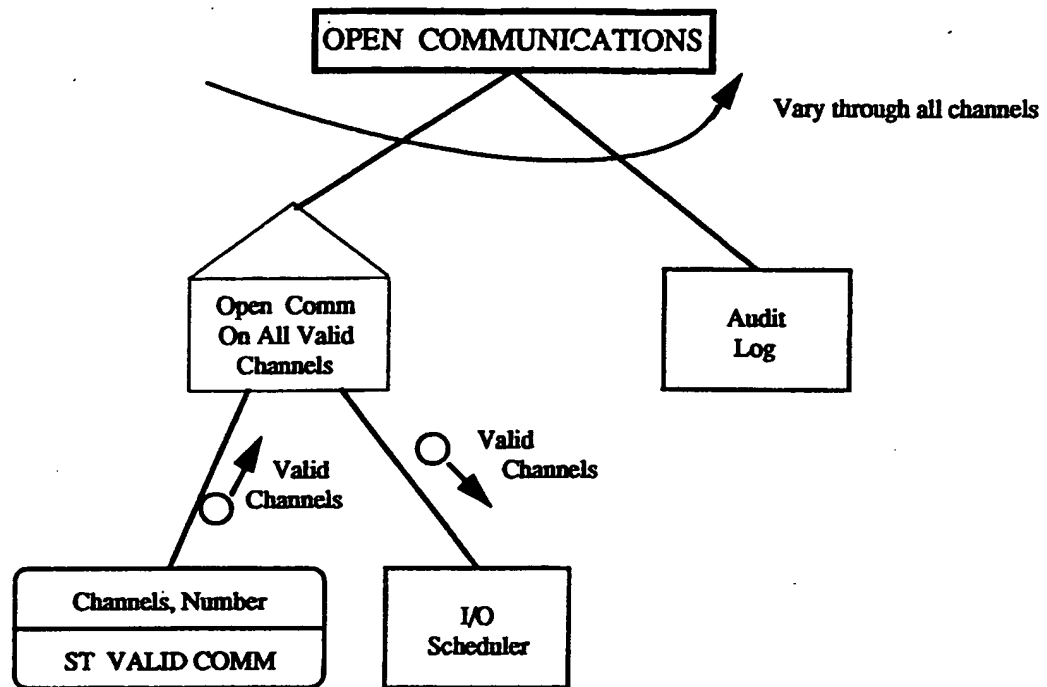 OPEN COMMUNICATIONS
Vary through all channels
Open Comm
On All Valid
Channels
Audit
Log
Valid
Channels
Valid
Channels
Channels, Number
ST VALID COMM
I/O
Scheduler